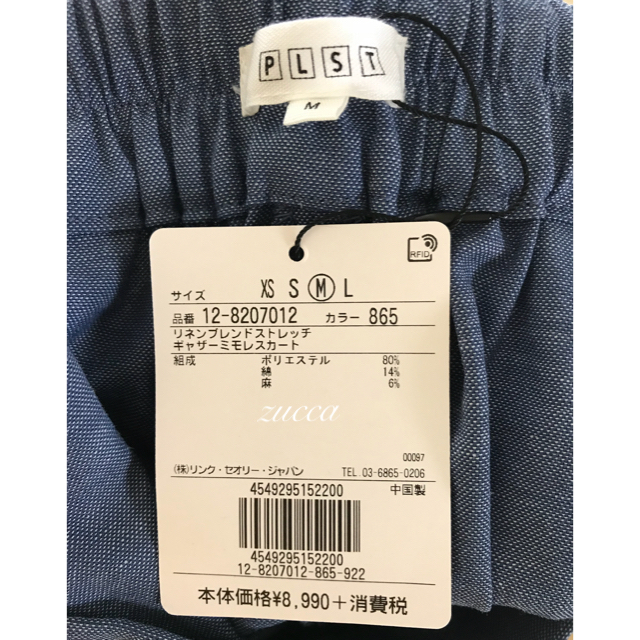 PLST
M
RFID
サイズ XS S M L
品番 12-8207012 カラー 865
リネンブレンドストレッチ
ギャザーミモレスカート
組成 ポリエステル 80%
綿 14%
麻 6%
zucca
00097
(株)リンク・セオリー・ジャパン TEL. 03-6865-0206
4549295152200 中国製
4549295152200
12-8207012-865-922
本体価格¥8,990+消費税